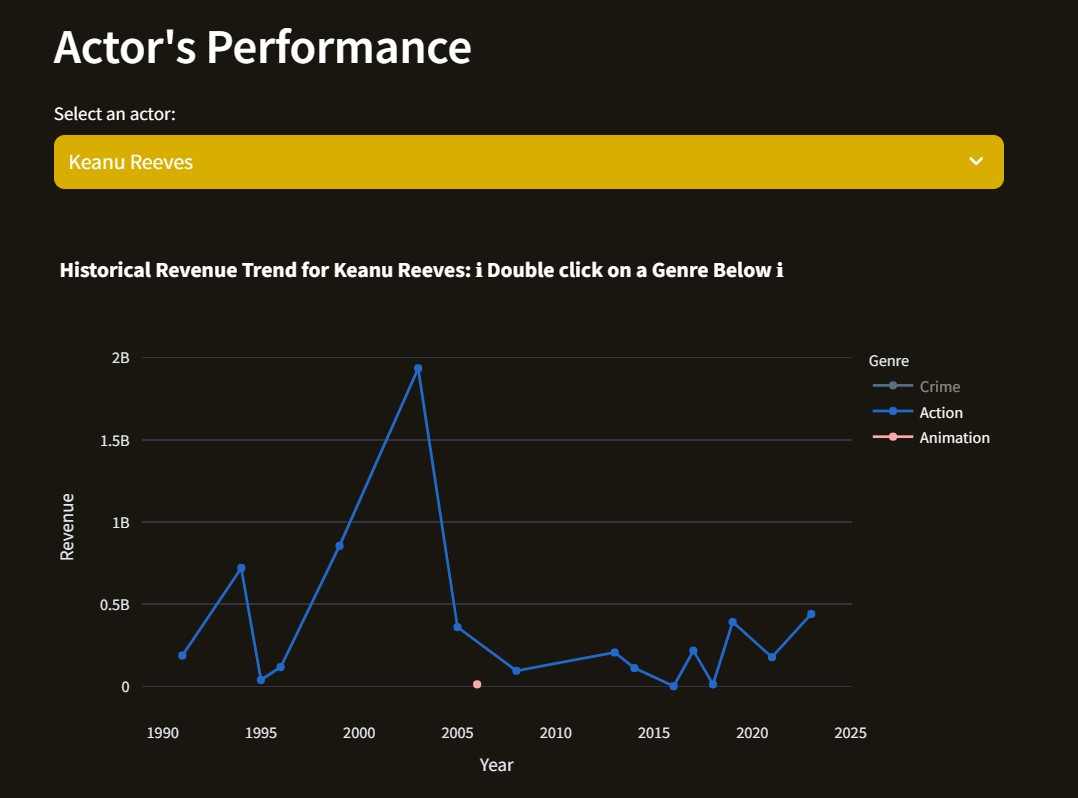 Actor's Performance
Select an actor:
Keanu Reeves
Historical Revenue Trend for Keanu Reeves: i Double click on a Genre Below i
2B
1.5B
1B
0.5B
0
Revenue
1990 1995 2000 2005 2010 2015 2020 2025
Year
Genre
Crime
Action
Animation